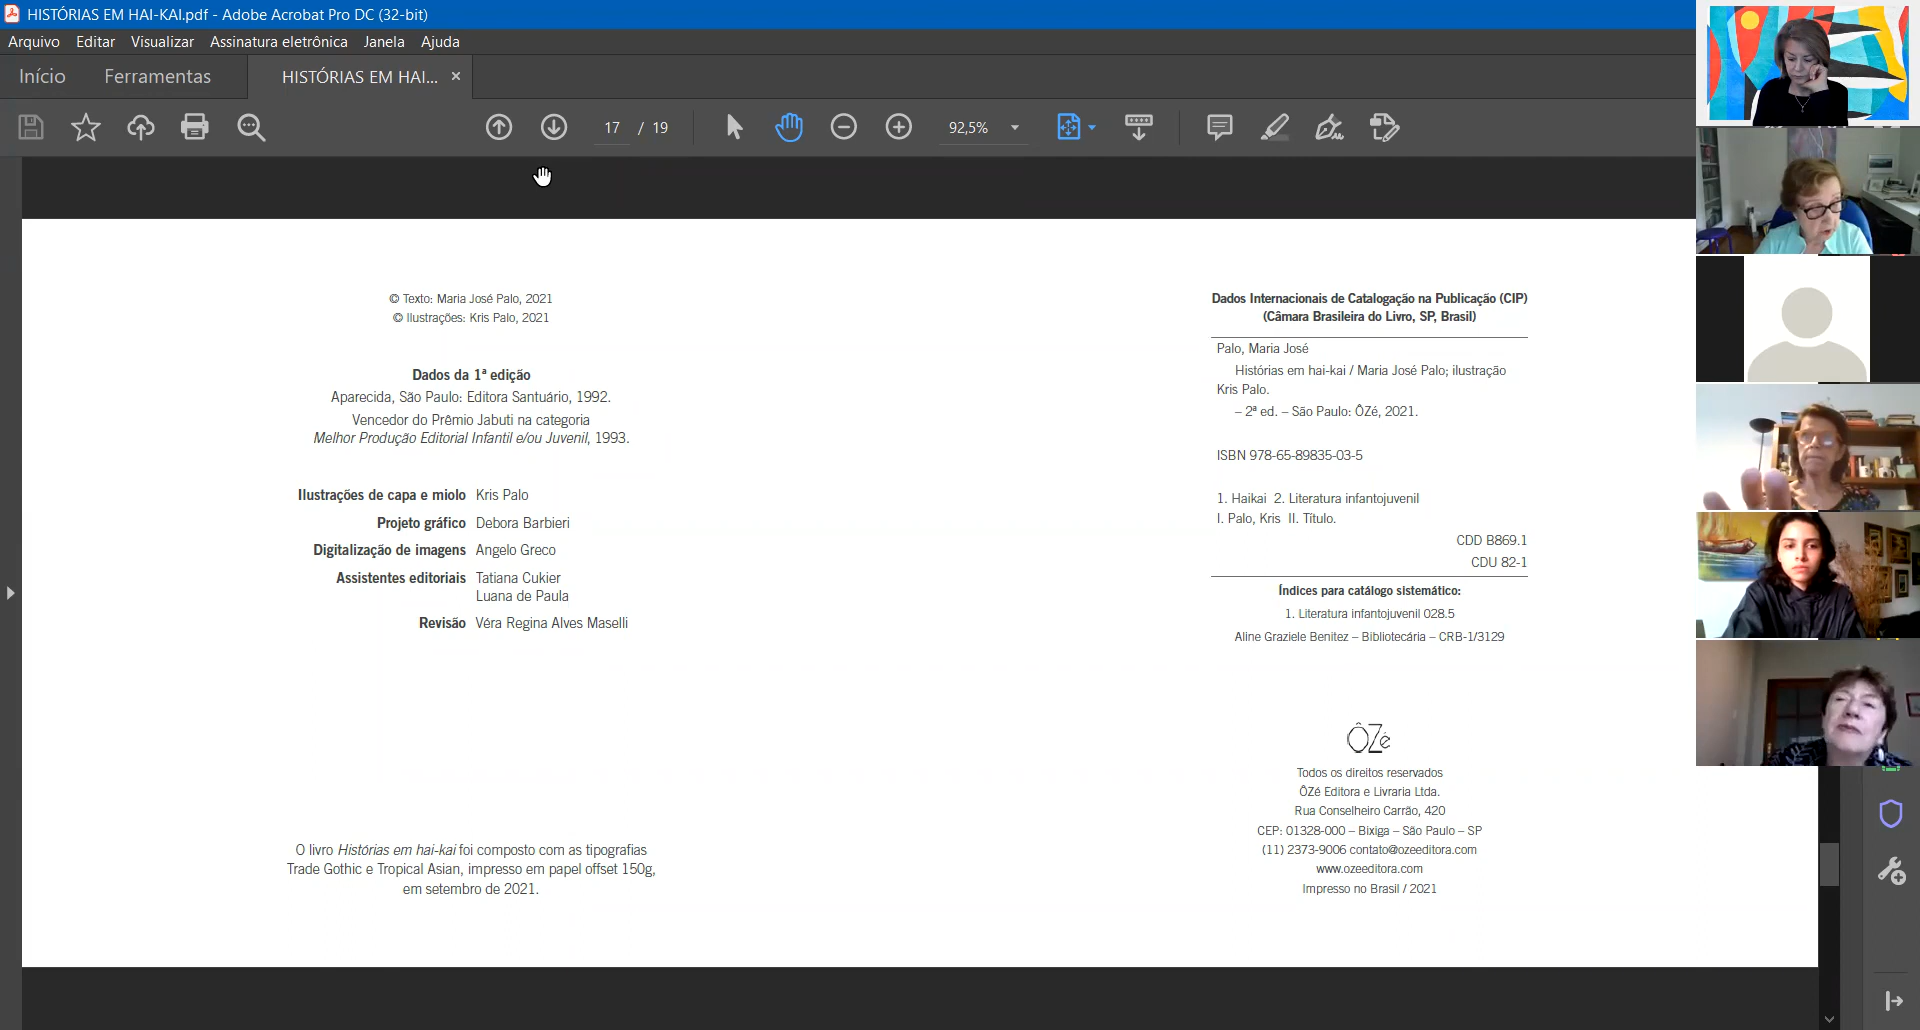 HISTÓRIAS EM HAI-KAI.pdf - Adobe Acrobat Pro DC (32-bit)
Arquivo Editar Visualizar Assinatura eletrônica Janela Ajuda
Início Ferramentas HISTÓRIAS EM HAI... ×
17 / 19 92,5%
© Texto: Maria José Palo, 2021
© Ilustrações: Kris Palo, 2021
Dados da 1ª edição
Aparecida, São Paulo: Editora Santuário, 1992.
Vencedor do Prêmio Jabuti na categoria
Melhor Produção Editorial Infantil e/ou Juvenil, 1993.
Ilustrações de capa e miolo Kris Palo
Projeto gráfico Debora Barbieri
Digitalização de imagens Angelo Greco
Assistentes editoriais Tatiana Cukier
Luana de Paula
Revisão Véra Regina Alves Maselli
O livro Histórias em hai-kai foi composto com as tipografias
Trade Gothic e Tropical Asian, impresso em papel offset 150g,
em setembro de 2021.
Dados Internacionais de Catalogação na Publicação (CIP)
(Câmara Brasileira do Livro, SP, Brasil)
Palo, Maria José
Histórias em hai-kai / Maria José Palo; ilustração
Kris Palo.
– 2ª ed. – São Paulo: ÔZé, 2021.
ISBN 978-65-89835-03-5
1. Haikai 2. Literatura infantojuvenil
I. Palo, Kris II. Título.
CDD B869.1
CDU 82-1
Índices para catálogo sistemático:
1. Literatura infantojuvenil 028.5
Aline Graziele Benitez – Bibliotecária – CRB-1/3129
ÔZé
Todos os direitos reservados
ÔZé Editora e Livraria Ltda.
Rua Conselheiro Carrão, 420
CEP: 01328-000 – Bixiga – São Paulo – SP
(11) 2373-9006 contato@ozeeditora.com
www.ozeeditora.com
Impresso no Brasil / 2021